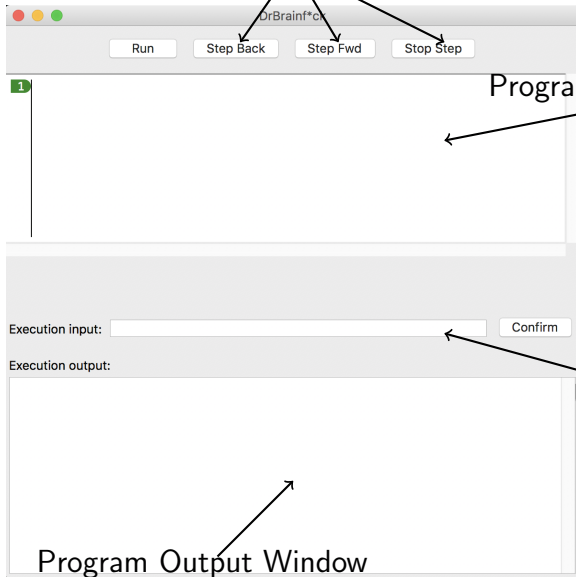 DrBrainf*ck
Run Step Back Step Fwd Stop Step
1
Progra
Execution input: Confirm
Execution output:
Program Output Window